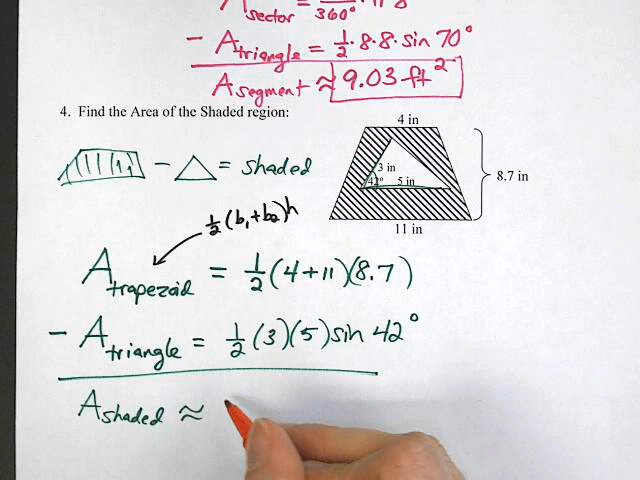 A sector = 360° π 8
- A triangle = 1/2 · 8 · 8 · sin 70°
A segment ≈ 9.03 ft²
4. Find the Area of the Shaded region:
- = shaded
4 in
3 in
42° 5 in
8.7 in
11 in
1/2 (b₁+b₂)h
A trapezoid = 1/2 (4+11)(8.7)
- A triangle = 1/2 (3)(5) sin 42°
A shaded ≈